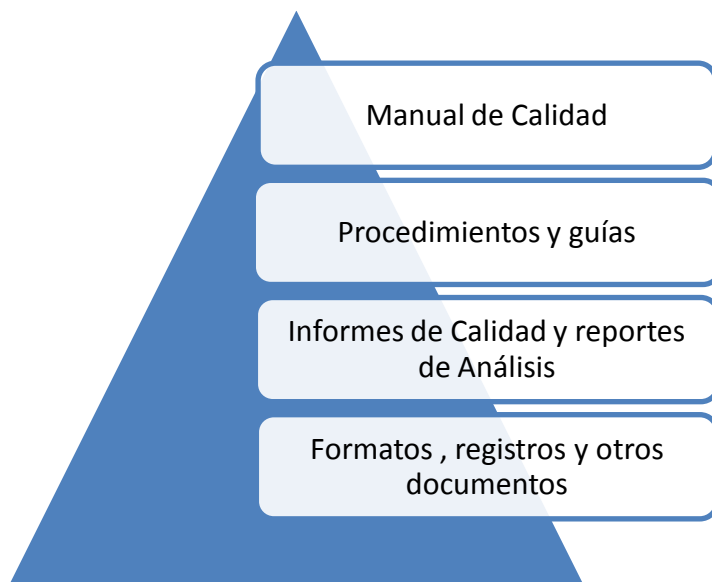 Manual de Calidad
Procedimientos y guías
Informes de Calidad y reportes
de Análisis
Formatos , registros y otros
documentos